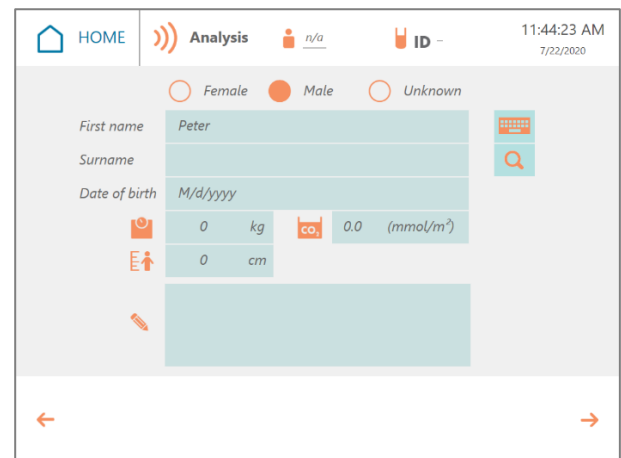 HOME
Analysis
n/a
ID –
11:44:23 AM
7/22/2020
Female Male Unknown
First name Peter
Surname
Date of birth M/d/yyyy
0 kg CO₂ 0.0 (mmol/m²)
0 cm